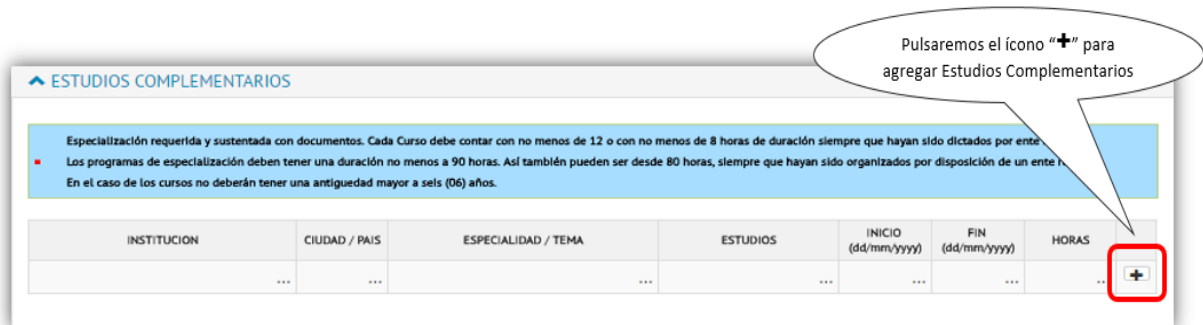 Pulsaremos el ícono "✚" para
agregar Estudios Complementarios
ESTUDIOS COMPLEMENTARIOS
Especialización requerida y sustentada con documentos. Cada Curso debe contar con no menos de 12 o con no menos de 8 horas de duración siempre que hayan sido dictados por ente
Los programas de especialización deben tener una duración no menos a 90 horas. Así también pueden ser desde 80 horas, siempre que hayan sido organizados por disposición de un ente
En el caso de los cursos no deberán tener una antiguedad mayor a seis (06) años.
INSTITUCION CIUDAD / PAIS ESPECIALIDAD / TEMA ESTUDIOS INICIO (dd/mm/yyyy) FIN (dd/mm/yyyy) HORAS
... ... ... ... ... ... .. +